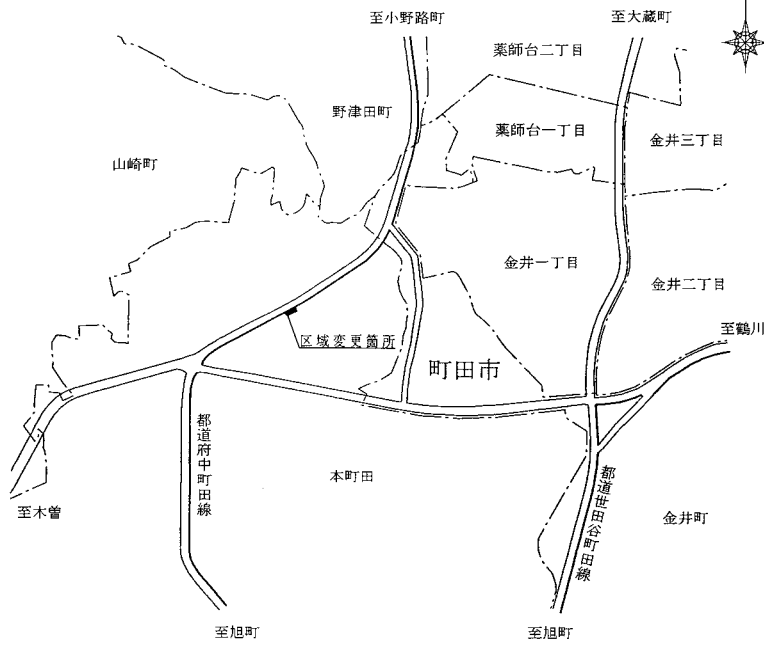 至小野路町
至大蔵町
薬師台二丁目
野津田町
薬師台一丁目
金井三丁目
山崎町
金井一丁目
金井二丁目
至鶴川
区域変更箇所
町田市
都道府中町田線
本町田
都道世田谷町田線
至木曽
金井町
至旭町
至旭町